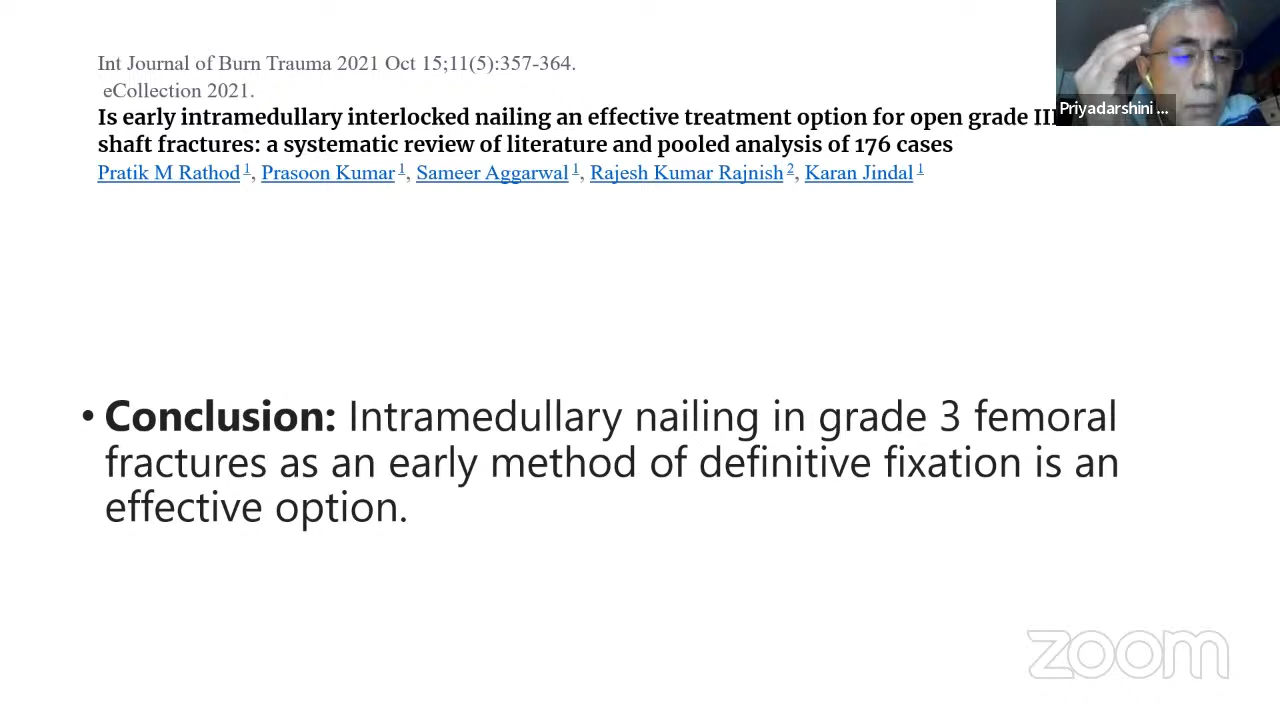 Int Journal of Burn Trauma 2021 Oct 15;11(5):357-364.
eCollection 2021.
Is early intramedullary interlocked nailing an effective treatment option for open grade
shaft fractures: a systematic review of literature and pooled analysis of 176 cases
Pratik M Rathod 1, Prasoon Kumar 1, Sameer Aggarwal 1, Rajesh Kumar Rajnish 2, Karan Jindal 1
Priyadarshini ...
• Conclusion: Intramedullary nailing in grade 3 femoral
fractures as an early method of definitive fixation is an
effective option.
zoom